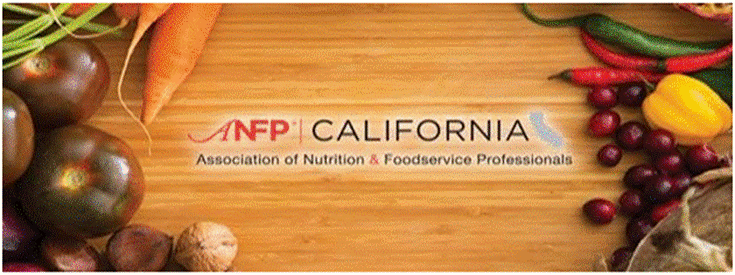 ANFP | CALIFORNIA
Association of Nutrition & Foodservice Professionals